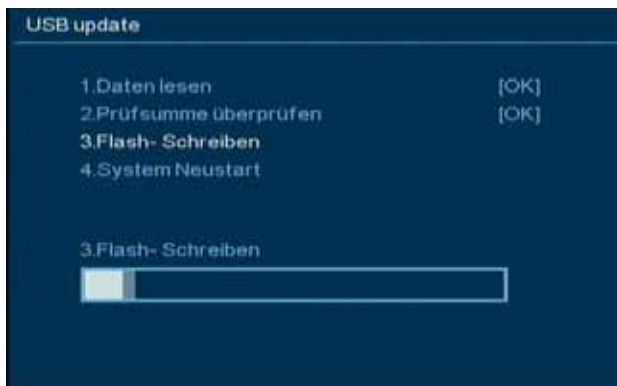 USB update
1.Daten lesen [OK]
2.Prüfsumme überprüfen [OK]
3.Flash- Schreiben
4.System Neustart
3.Flash- Schreiben